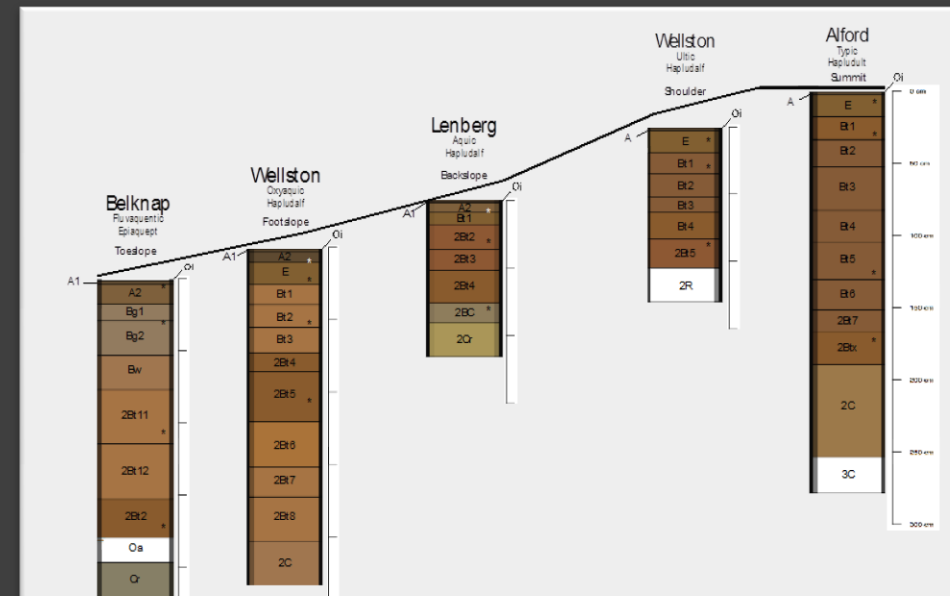 Belknap
Fluvaquentic
Epiaquept
Toeslope
Oi
A1
A2 *
Bg1
Bg2 *
Bw
2Bt11
*
2Bt12
2Bt2
*
Oa
Cr
Wellston
Oxyaquic
Hapludalf
Footslope
Oi
A1
A2 *
E
*
Bt1
Bt2
*
Bt3
2Bt4
2Bt5
*
2Bt6
2Bt7
2Bt8
2C
Lenberg
Aquic
Hapludalf
Backslope
Oi
A1
A2 *
Bt1
2Bt2
*
2Bt3
2Bt4
2BC *
2Cr
Wellston
Ultic
Hapludalf
Shoulder
Oi
A
E *
Bt1 *
Bt2
Bt3
Bt4
2Bt5 *
2R
Alford
Typic
Hapludult
Summit
Oi
A
E *
Bt1
*
Bt2
Bt3
Bt4
Bt5
*
Bt6
2Bt7
2Btx *
2C
3C
0 cm
50 cm
100 cm
150 cm
200 cm
250 cm
300 cm